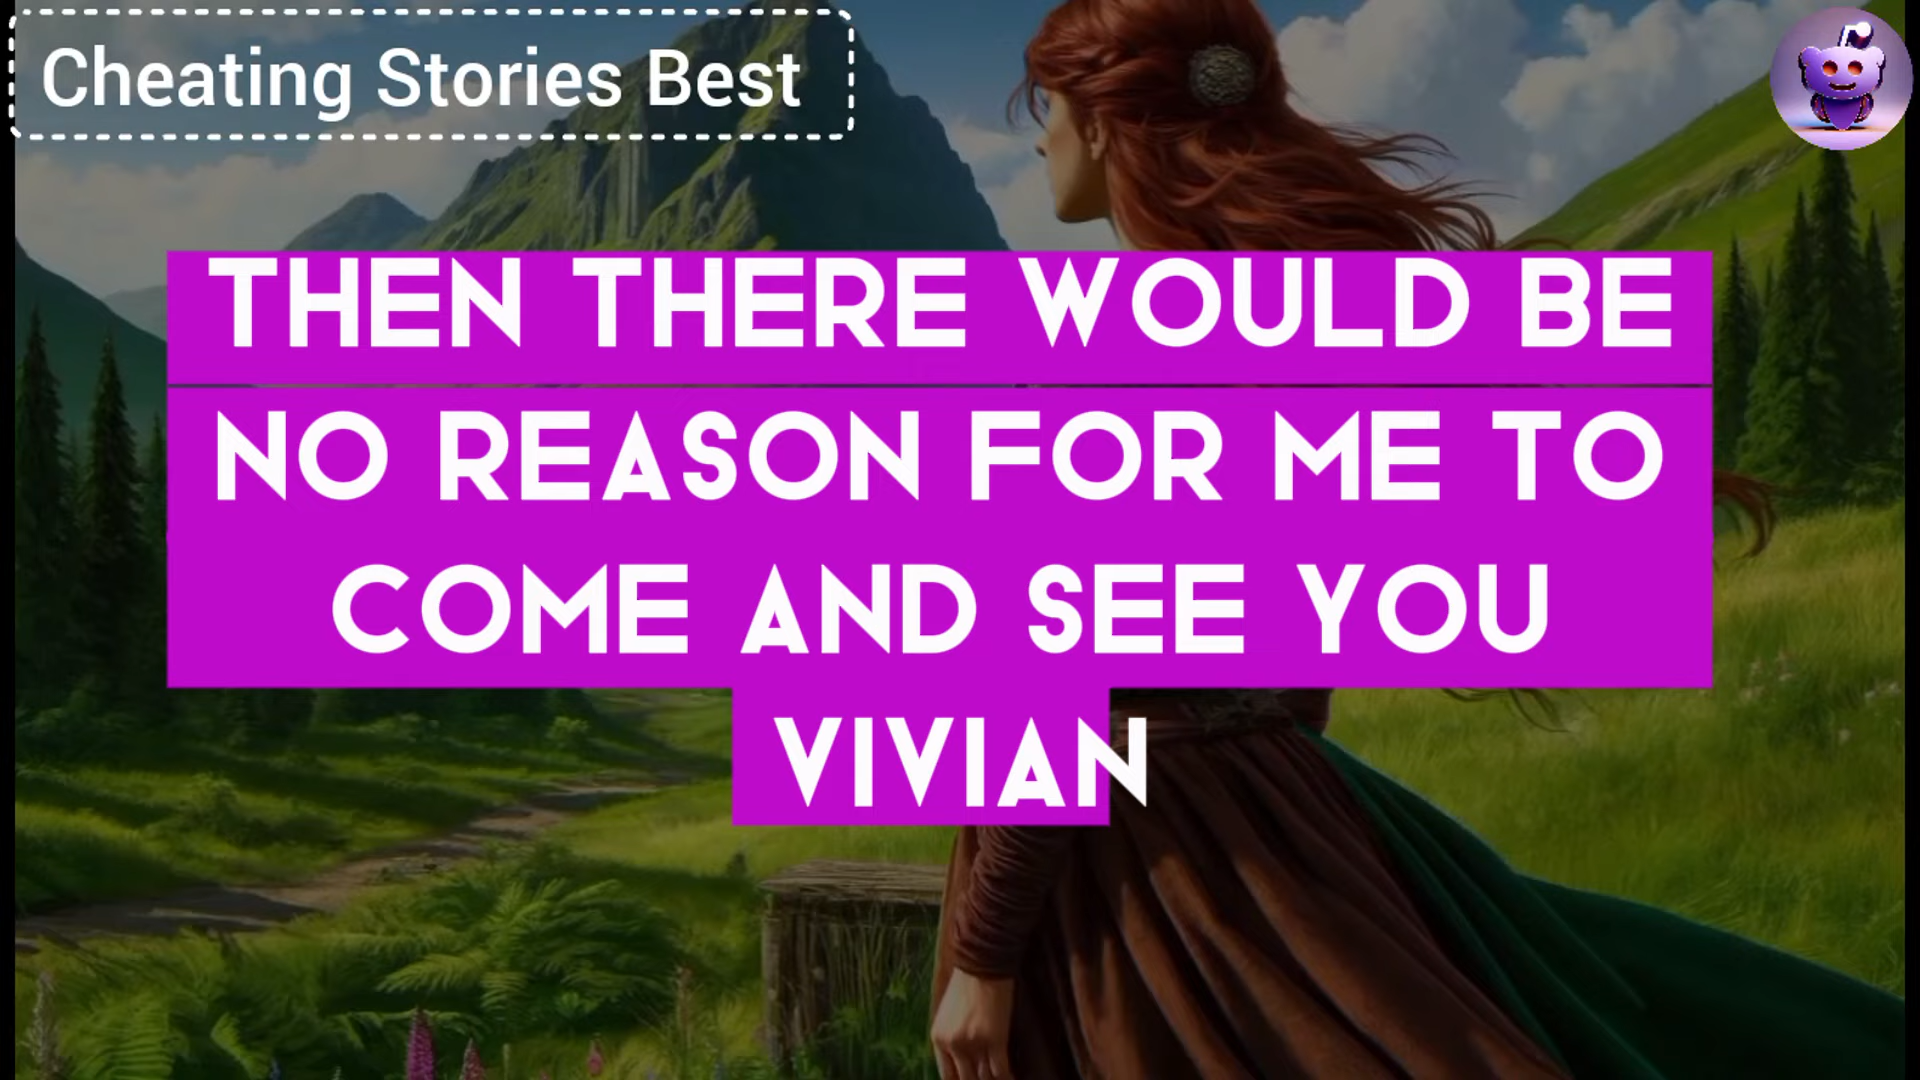 Cheating Stories Best
THEN THERE WOULD BE
NO REASON FOR ME TO
COME AND SEE YOU
VIVIAN